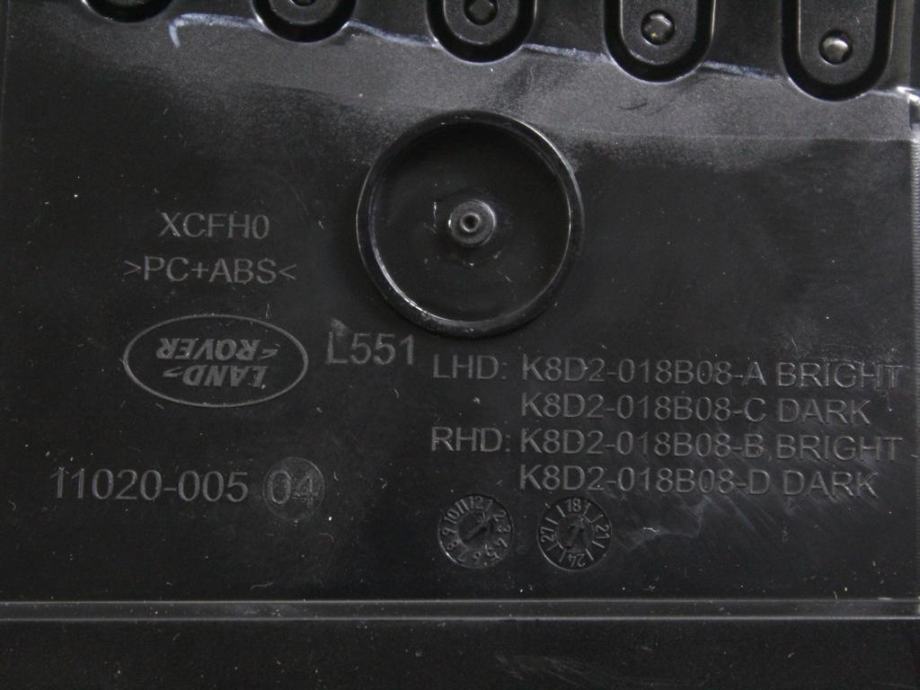 XCFH0
>PC+ABS<
LAND
ROVER
L551
LHD: K8D2-018B08-A BRIGHT
K8D2-018B08-C DARK
RHD: K8D2-018B08-B BRIGHT
K8D2-018B08-D DARK
11020-005 04